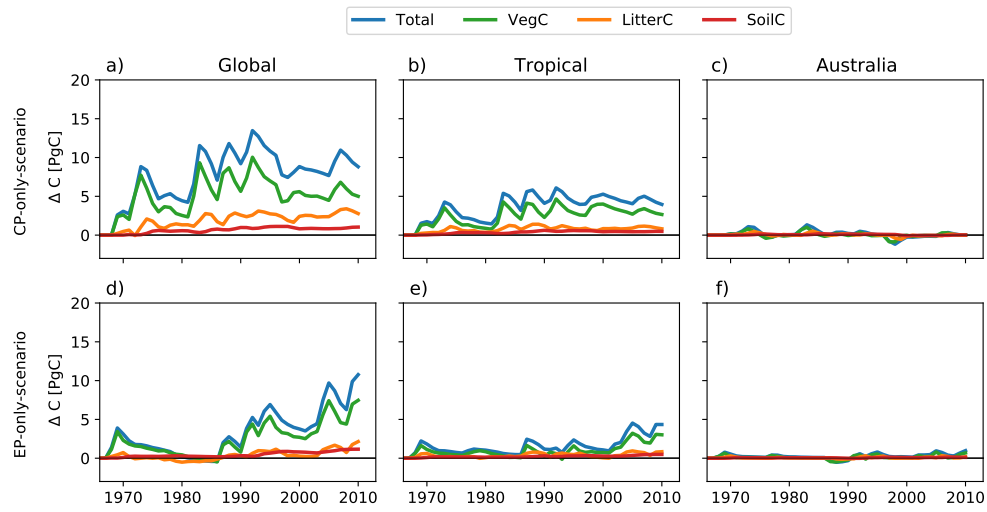 Total VegC LitterC SoilC
a) Global b) Tropical c) Australia
CP-only-scenario
Δ C [PgC]
20
15
10
5
0
d) e) f)
EP-only-scenario
Δ C [PgC]
20
15
10
5
0
1970 1980 1990 2000 2010 1970 1980 1990 2000 2010 1970 1980 1990 2000 2010